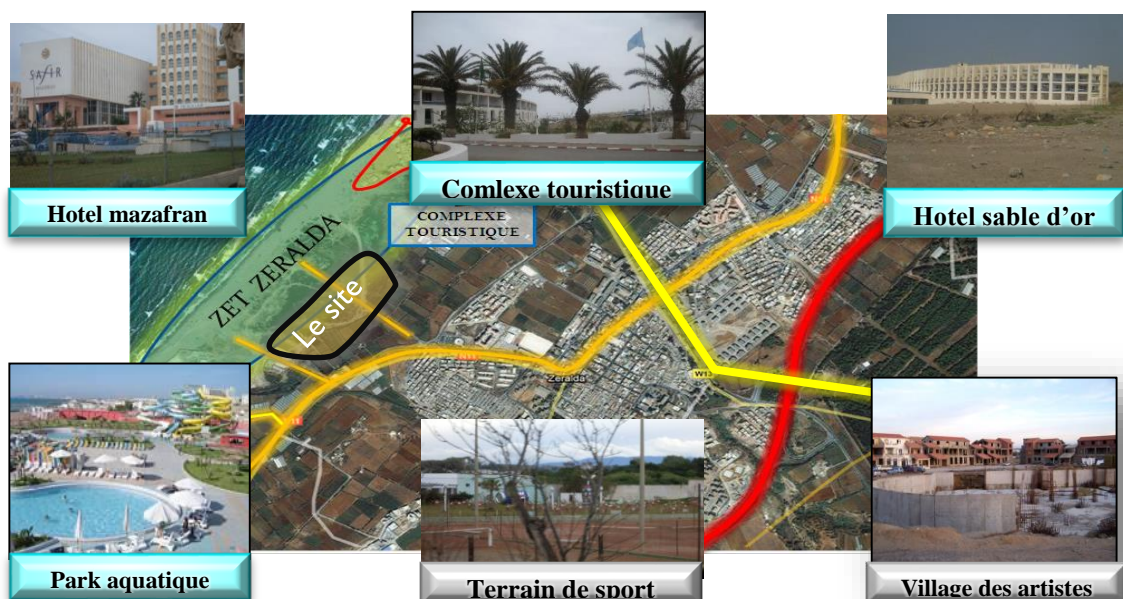 SAFIR
Hotel mazafran
Comlexe touristique
Hotel sable d'or
COMPLEXE
TOURISTIQUE
ZET ZERALDA
Le site
Zeralda
Park aquatique
Terrain de sport
Village des artistes